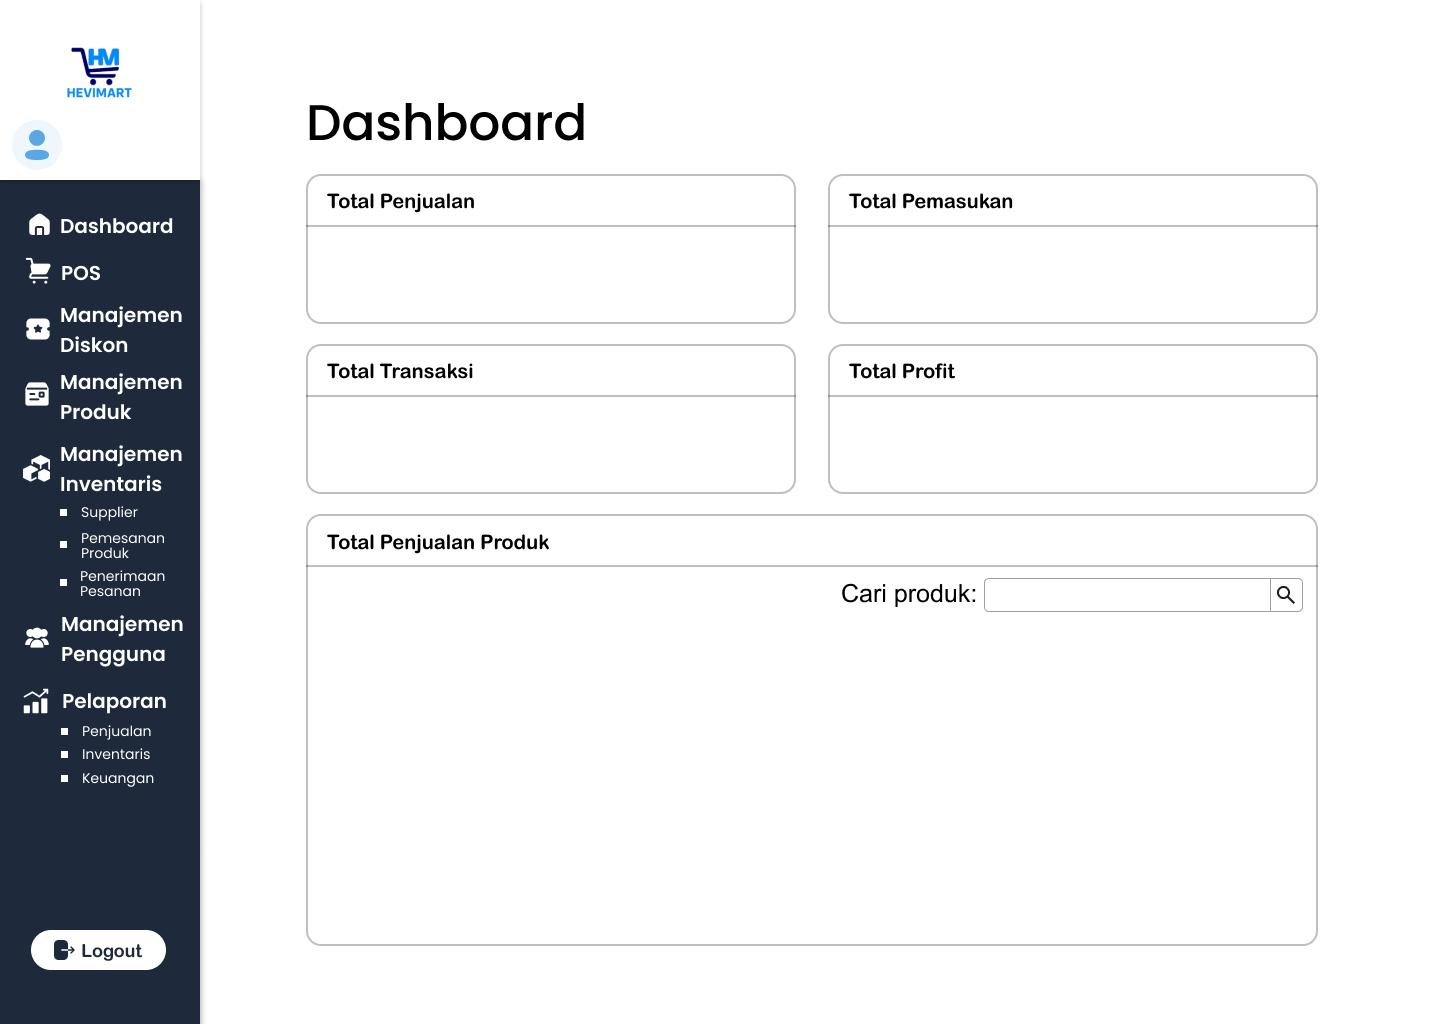 HM
HEVIMART
Dashboard
POS
Manajemen
Diskon
Manajemen
Produk
Manajemen
Inventaris
Supplier
Pemesanan
Produk
Penerimaan
Pesanan
Manajemen
Pengguna
Pelaporan
Penjualan
Inventaris
Keuangan
Logout
Dashboard
Total Penjualan
Total Pemasukan
Total Transaksi
Total Profit
Total Penjualan Produk
Cari produk: